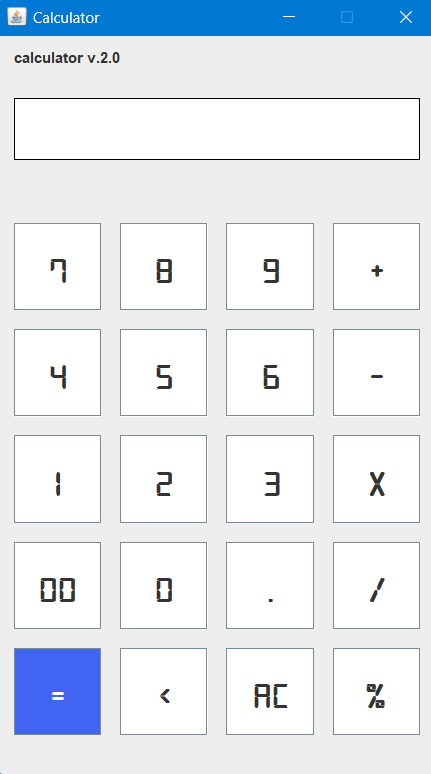 Calculator
calculator v.2.0
7 8 9 +
4 5 6 -
1 2 3 X
00 0 . /
= < AC %